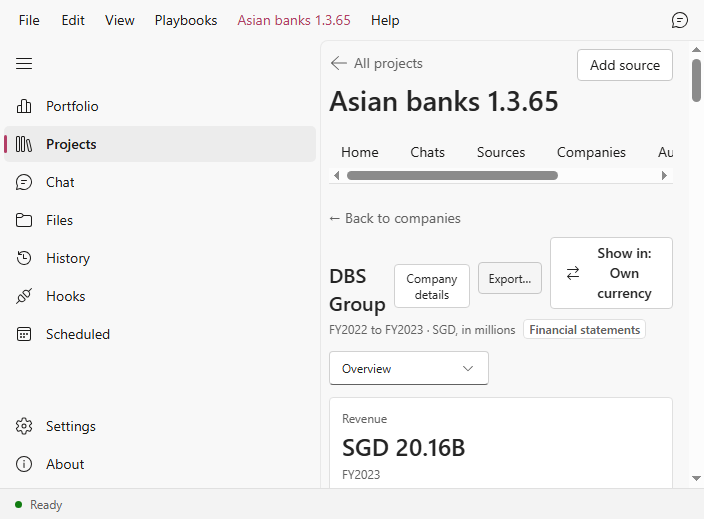 File Edit View Playbooks Asian banks 1.3.65 Help
Portfolio
Projects
Chat
Files
History
Hooks
Scheduled
Settings
About
← All projects
Add source
Asian banks 1.3.65
Home Chats Sources Companies Au
← Back to companies
DBS Group
Company details
Export...
Show in: Own currency
FY2022 to FY2023 · SGD, in millions Financial statements
Overview
Revenue
SGD 20.16B
FY2023
Ready